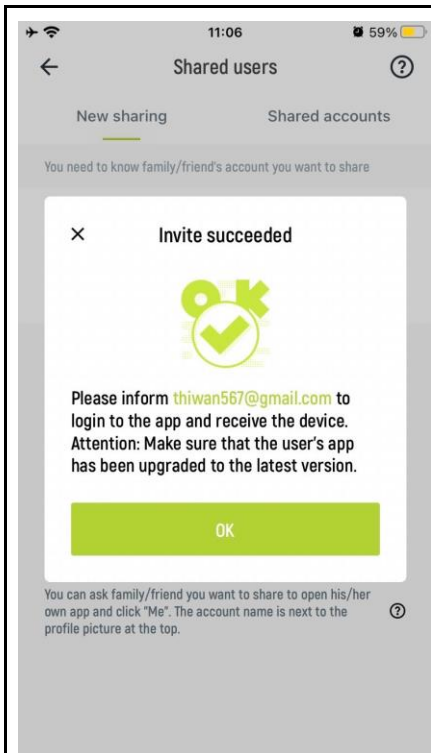 11:06
59%
Shared users
New sharing
Shared accounts
You need to know family/friend's account you want to share
Invite succeeded
OK
Please inform thiwan567@gmail.com to
login to the app and receive the device.
Attention: Make sure that the user's app
has been upgraded to the latest version.
OK
You can ask family/friend you want to share to open his/her
own app and click "Me". The account name is next to the
profile picture at the top.